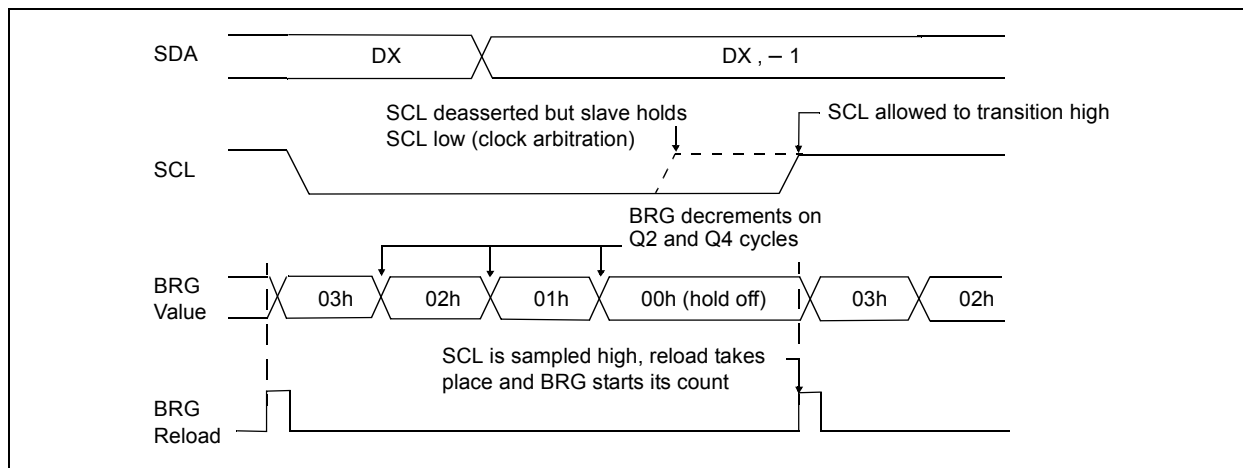 SDA
DX
DX , – 1
SCL deasserted but slave holds
SCL low (clock arbitration)
SCL allowed to transition high
SCL
BRG decrements on
Q2 and Q4 cycles
BRG
Value
03h
02h
01h
00h (hold off)
03h
02h
SCL is sampled high, reload takes
place and BRG starts its count
BRG
Reload